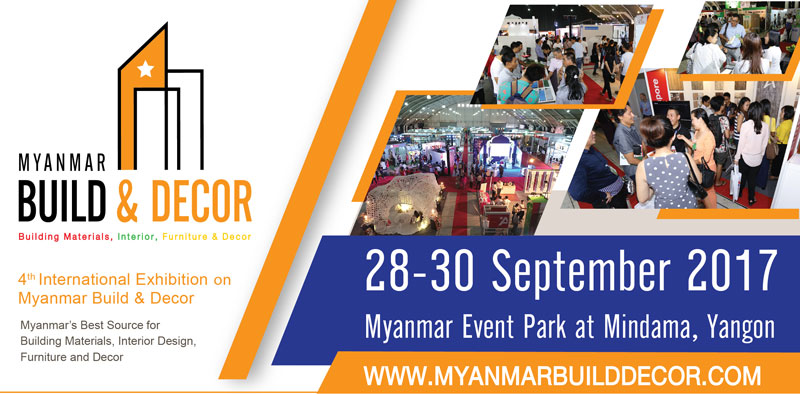 MYANMAR
BUILD & DECOR
Building Materials, Interior, Furniture & Decor
4th International Exhibition on
Myanmar Build & Decor
Myanmar's Best Source for
Building Materials, Interior Design,
Furniture and Decor
28-30 September 2017
Myanmar Event Park at Mindama, Yangon
WWW.MYANMARBUILDDECOR.COM